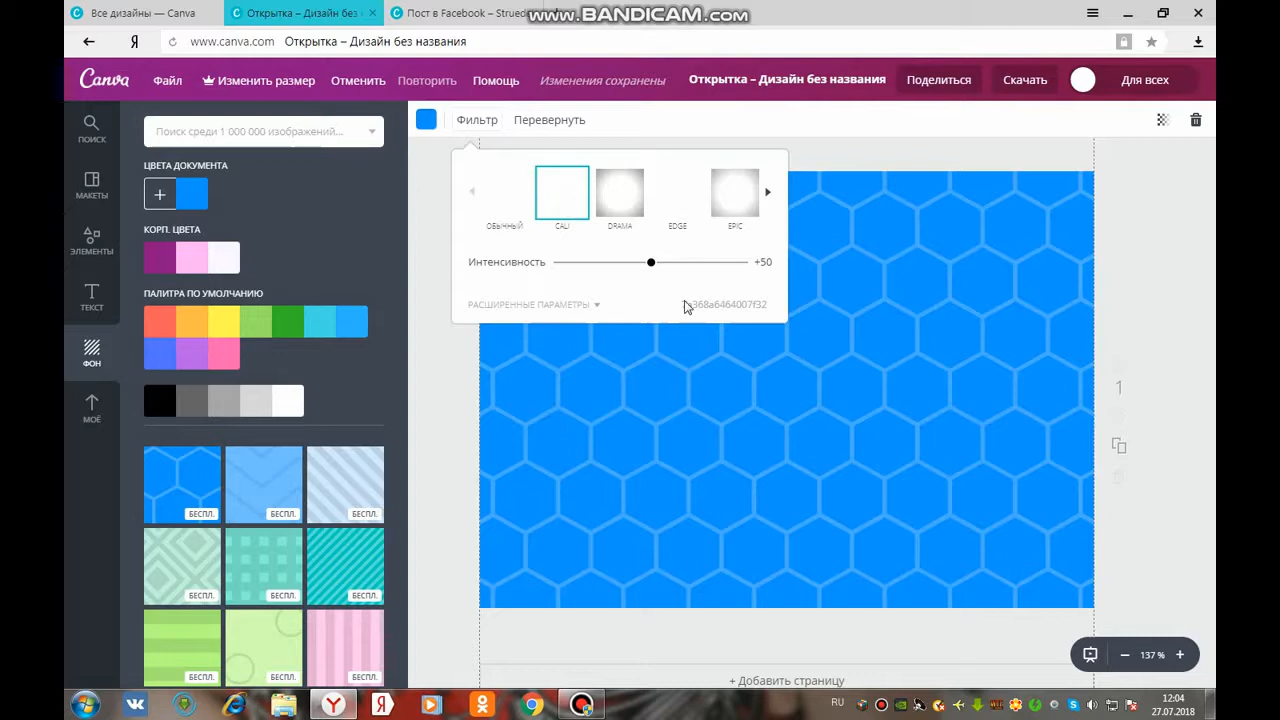 www.BANDICAM.com
Все дизайны — Canva
Открытка – Дизайн без
Пост в Facebook – Strued
www.canva.com Открытка – Дизайн без названия
Canva
Файл
Изменить размер
Отменить
Повторить
Помощь
Изменения сохранены
Открытка – Дизайн без названия
Поделиться
Скачать
Для всех
ПОИСК
МАКЕТЫ
ЭЛЕМЕНТЫ
ТЕКСТ
ФОН
МОЁ
Поиск среди 1 000 000 изображений...
ЦВЕТА ДОКУМЕНТА
КОРП. ЦВЕТА
ПАЛИТРА ПО УМОЛЧАНИЮ
БЕСПЛ.
БЕСПЛ.
БЕСПЛ.
БЕСПЛ.
БЕСПЛ.
БЕСПЛ.
БЕСПЛ.
БЕСПЛ.
БЕСПЛ.
Фильтр
Перевернуть
ОБЫЧНЫЙ
CALI
DRAMA
EDGE
EPIC
Интенсивность
+50
РАСШИРЕННЫЕ ПАРАМЕТРЫ
1
+ Добавить страницу
137 %
RU
12:04
27.07.2018